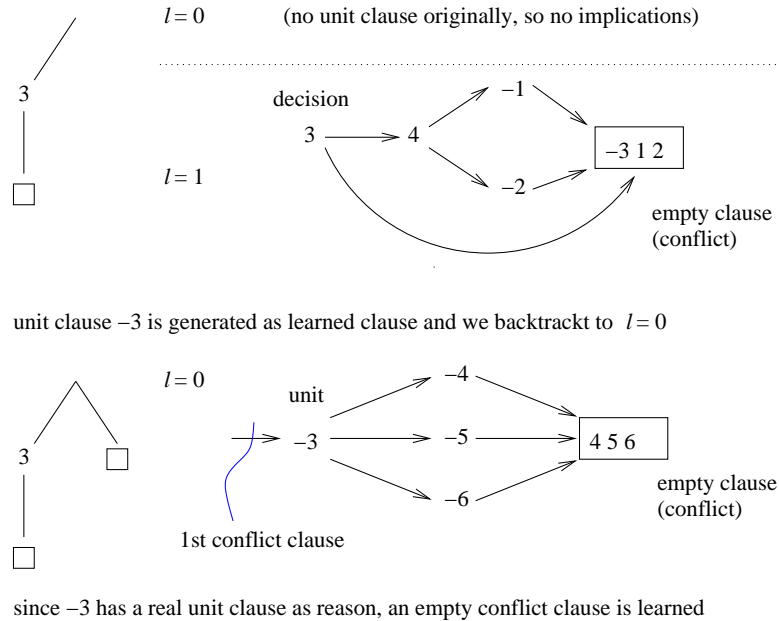 l = 0 (no unit clause originally, so no implications)
−1
decision
3
3 4 −3 1 2
l = 1
−2
empty clause
(conflict)
unit clause −3 is generated as learned clause and we backtrackt to l = 0
l = 0
−4
unit
3
−3 −5 4 5 6
−6
empty clause
(conflict)
1st conflict clause
since −3 has a real unit clause as reason, an empty conflict clause is learned